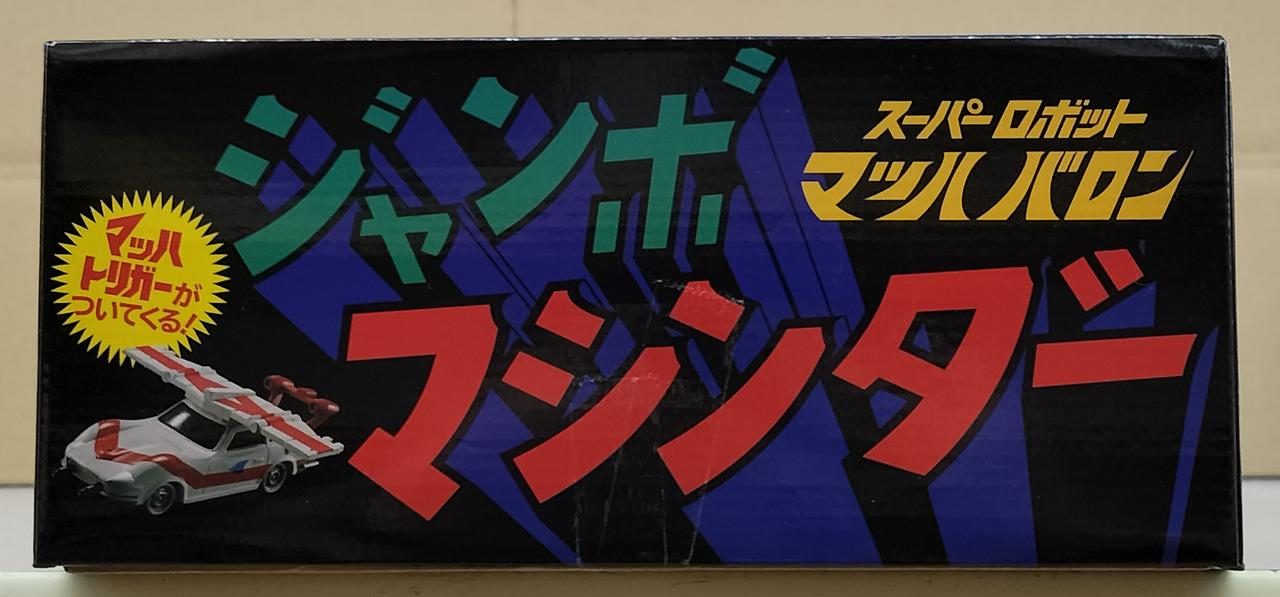 ジャンボ
マシンダー
スーパーロボット
マッハバロン
マッハ
トリガーが
ついてくる!